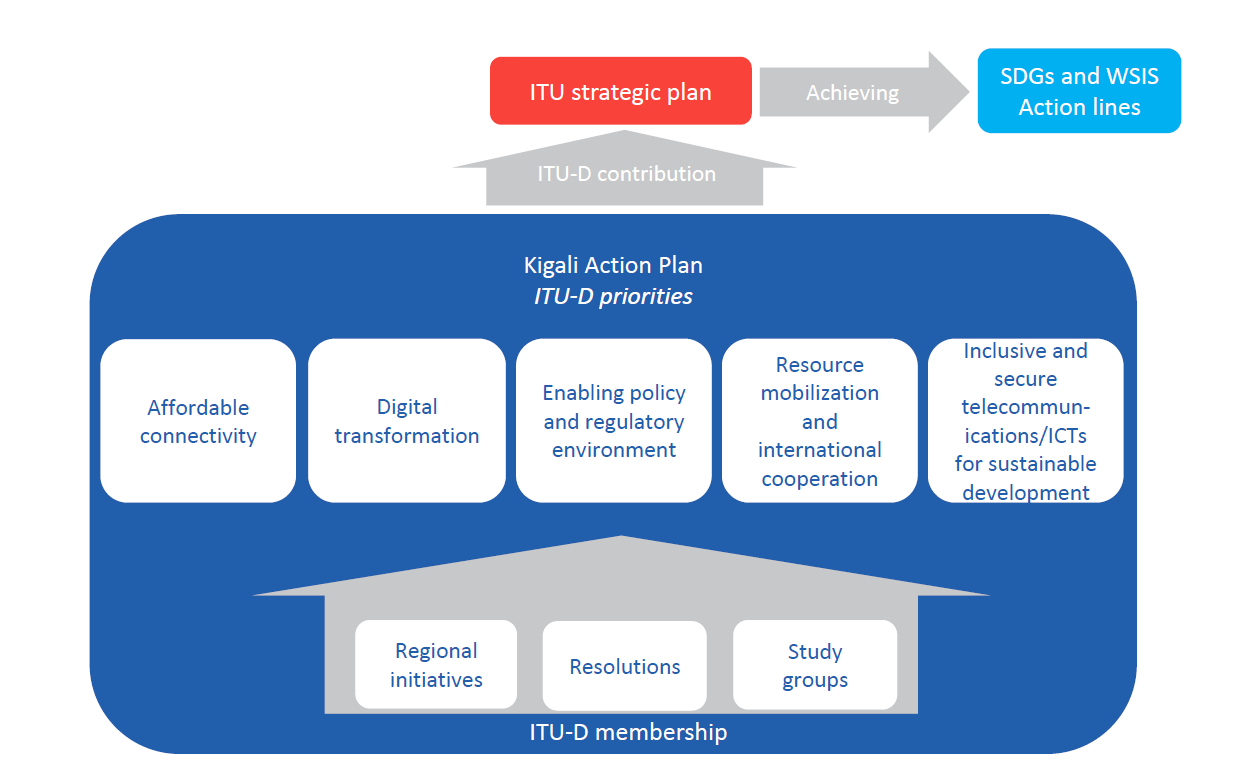 ITU strategic plan
Achieving
SDGs and WSIS
Action lines
ITU-D contribution
Kigali Action Plan
ITU-D priorities
Affordable
connectivity
Digital
transformation
Enabling policy
and regulatory
environment
Resource
mobilization
and
international
cooperation
Inclusive and
secure
telecommun-
ications/ICTs
for sustainable
development
Regional
initiatives
Resolutions
Study
groups
ITU-D membership